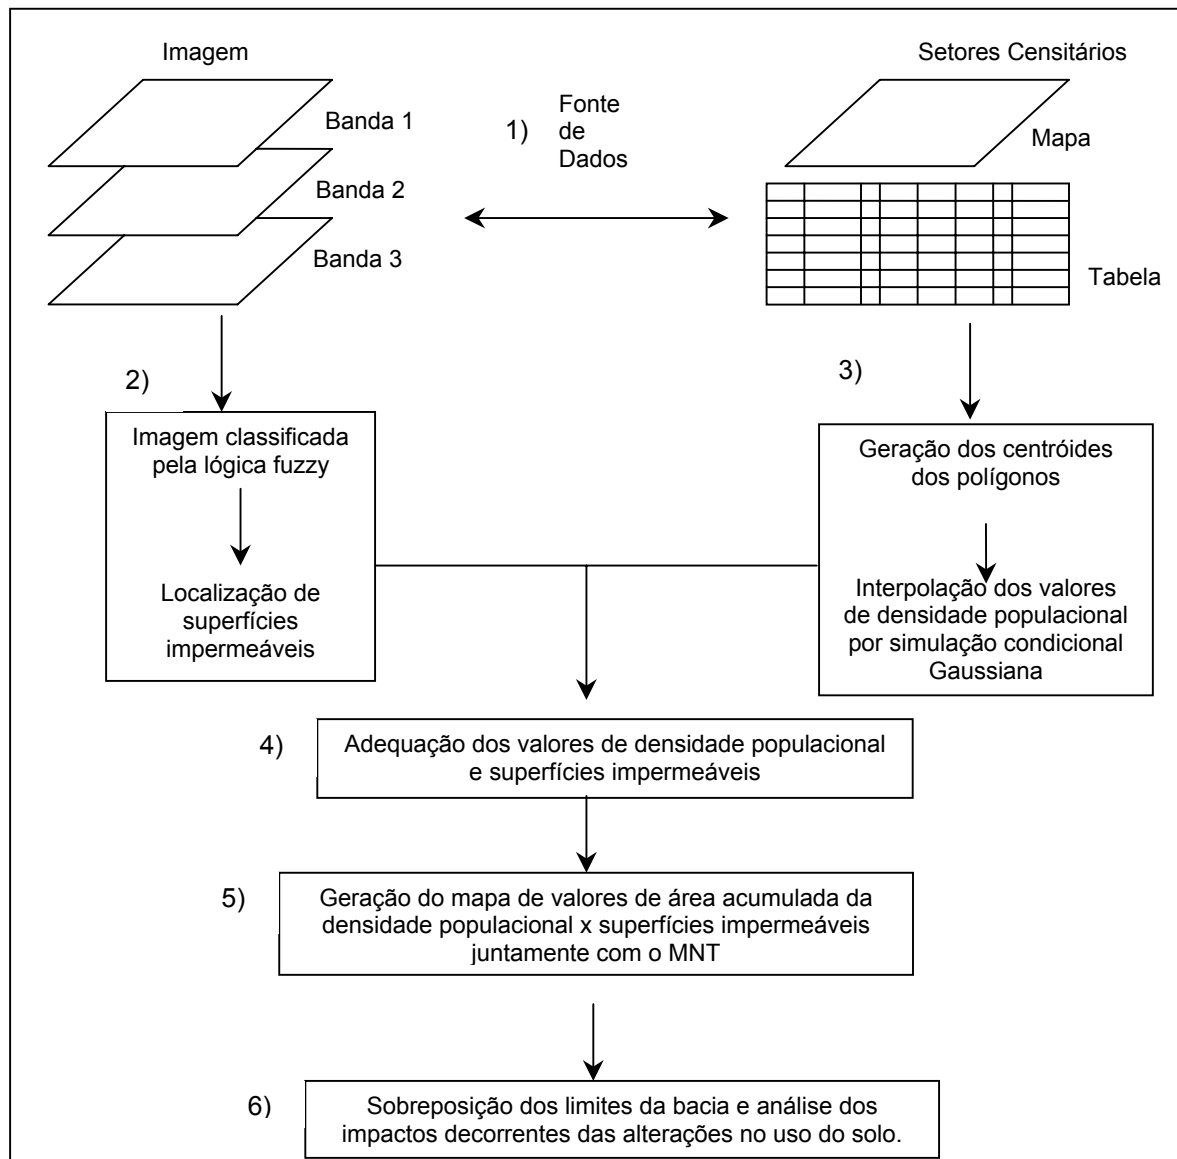 Imagem
Setores Censitários
Banda 1
Banda 2
Banda 3
1)
Fonte
de
Dados
Mapa
Tabela
2)
Imagem classificada
pela lógica fuzzy
Localização de
superfícies
impermeáveis
3)
Geração dos centróides
dos polígonos
Interpolação dos valores
de densidade populacional
por simulação condicional
Gaussiana
4)
Adequação dos valores de densidade populacional
e superfícies impermeáveis
5)
Geração do mapa de valores de área acumulada da
densidade populacional x superfícies impermeáveis
juntamente com o MNT
6)
Sobreposição dos limites da bacia e análise dos
impactos decorrentes das alterações no uso do solo.